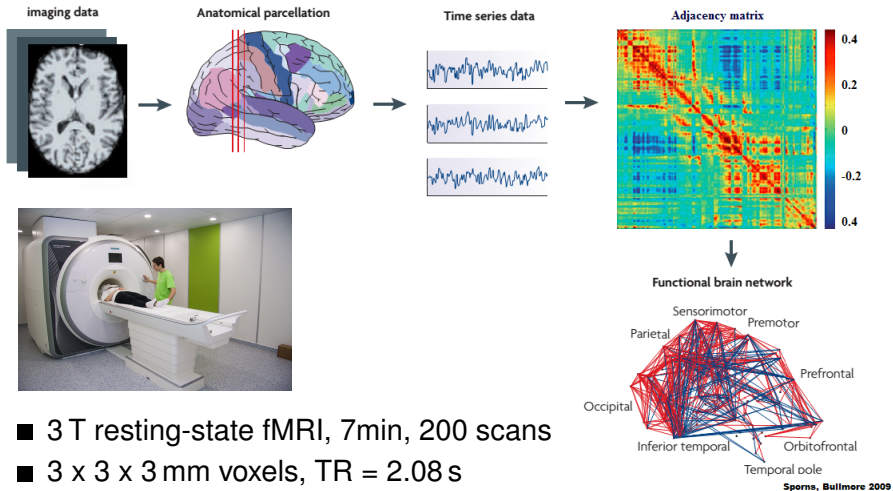 imaging data
Anatomical parcellation
Time series data
Adjacency matrix
0.4
0.2
0
-0.2
0.4
Functional brain network
Sensorimotor
Premotor
Parietal
Prefrontal
Occipital
Inferior temporal
Orbitofrontal
Temporal pole
3 T resting-state fMRI, 7min, 200 scans
3 x 3 x 3 mm voxels, TR = 2.08 s
Sporns, Bullmore 2009